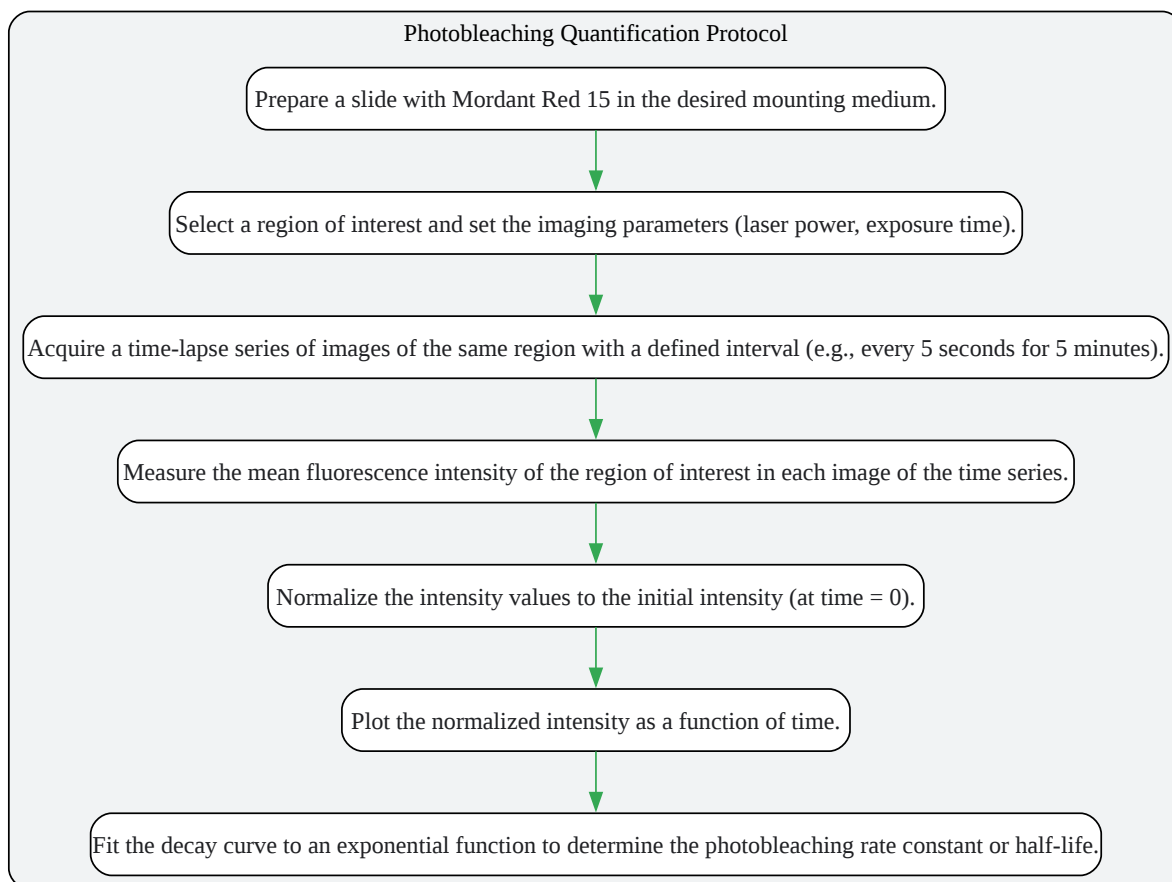 Photobleaching Quantification Protocol
Prepare a slide with Mordant Red 15 in the desired mounting medium.
Select a region of interest and set the imaging parameters (laser power, exposure time).
Acquire a time-lapse series of images of the same region with a defined interval (e.g., every 5 seconds for 5 minutes).
Measure the mean fluorescence intensity of the region of interest in each image of the time series.
Normalize the intensity values to the initial intensity (at time = 0).
Plot the normalized intensity as a function of time.
Fit the decay curve to an exponential function to determine the photobleaching rate constant or half-life.